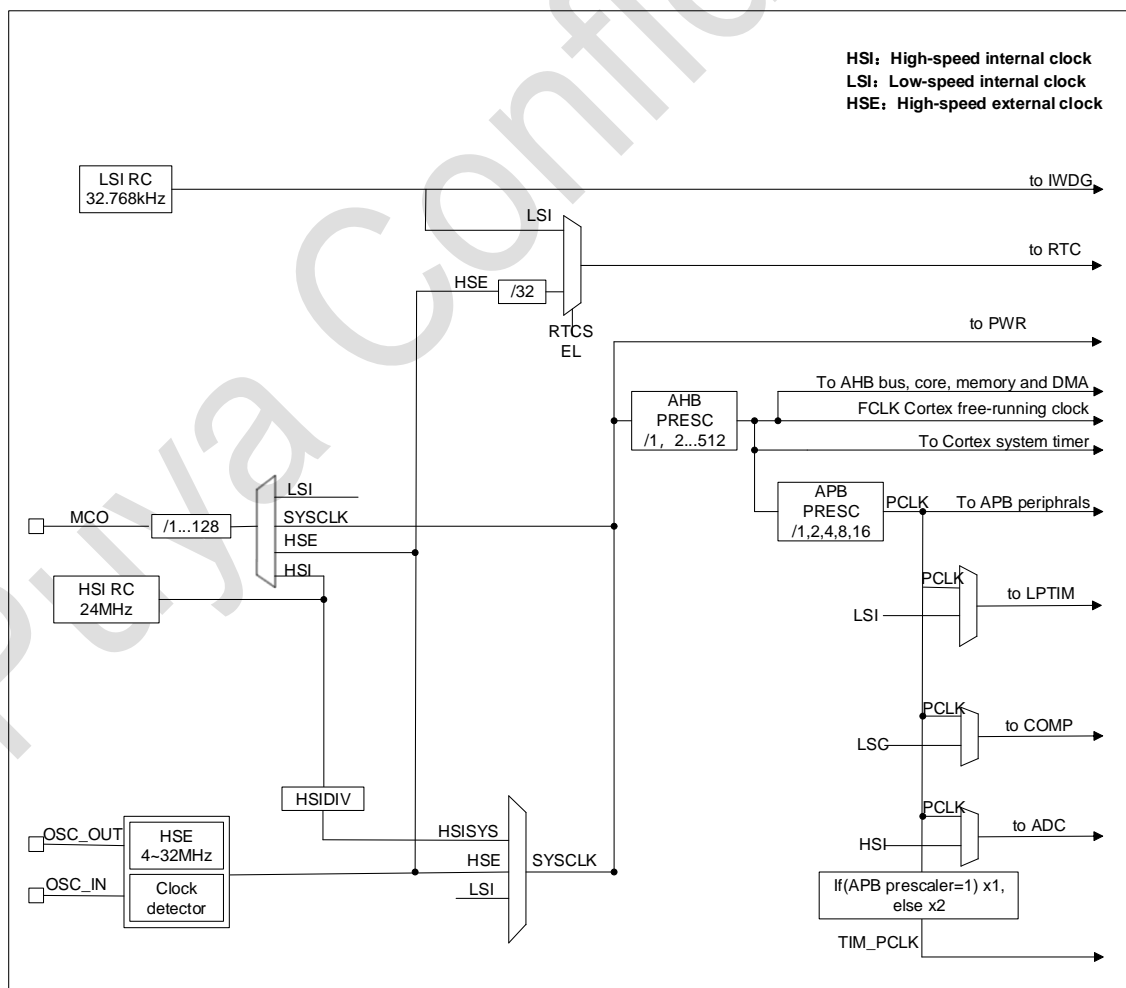 HSI：High-speed internal clock
LSI：Low-speed internal clock
HSE：High-speed external clock
LSI RC
32.768kHz
to IWDG
LSI
to RTC
HSE
/32
RTCS
EL
to PWR
To AHB bus, core, memory and DMA
AHB
PRESC
/1, 2...512
FCLK Cortex free-running clock
To Cortex system timer
LSI
APB
PRESC
/1,2,4,8,16
PCLK
To APB periphrals
MCO
/1...128
SYSCLK
HSE
HSI
HSI RC
24MHz
PCLK
to LPTIM
LSI
PCLK
to COMP
LSC
HSIDIV
PCLK
to ADC
HSI
OSC_OUT
HSE
4~32MHz
HSISYS
HSE
SYSCLK
LSI
OSC_IN
Clock
detector
If(APB prescaler=1) x1,
else x2
TIM_PCLK
Puya Confid